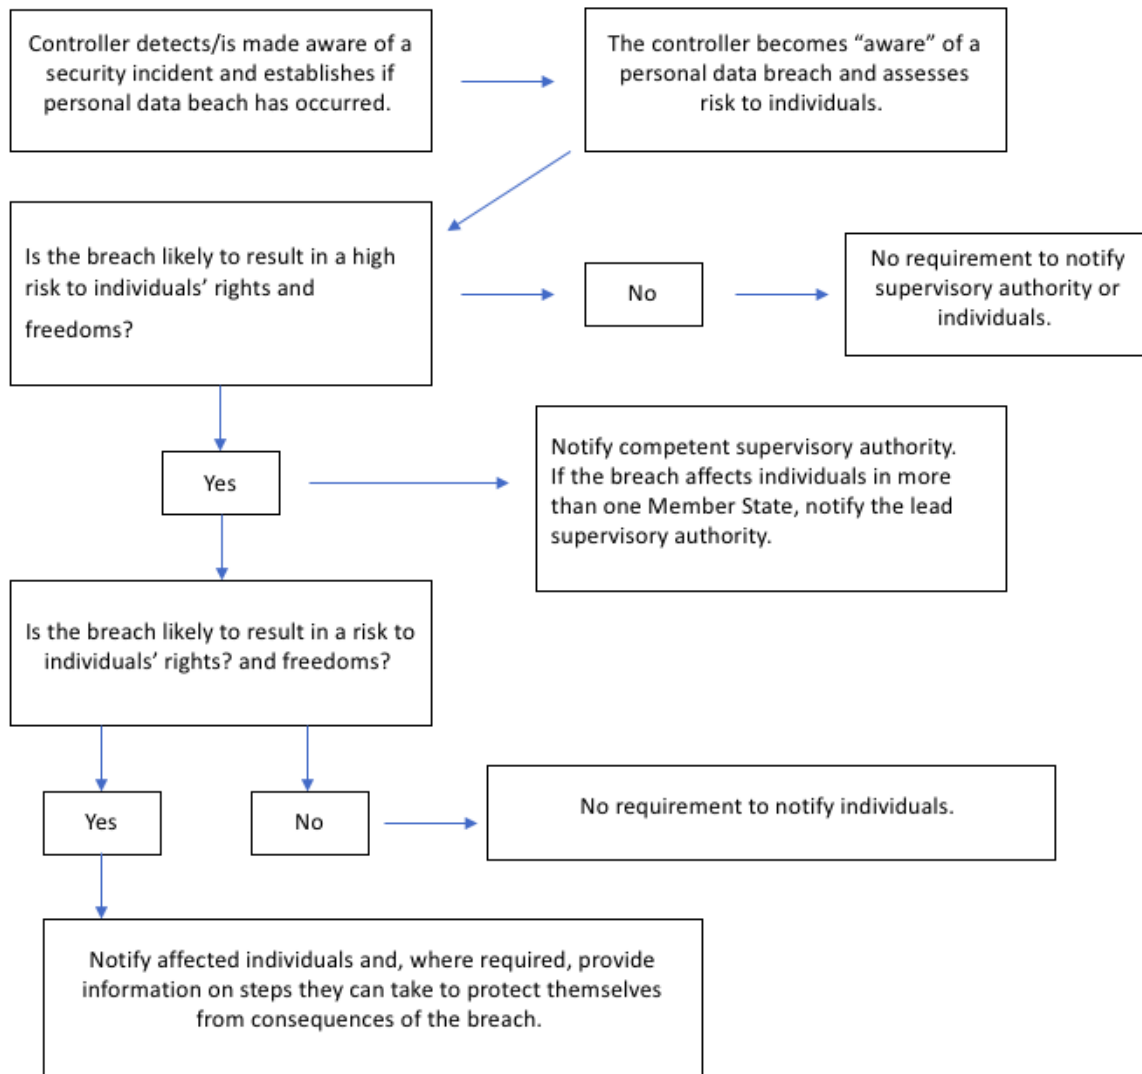 Controller detects/is made aware of a
security incident and establishes if
personal data beach has occurred.
The controller becomes “aware” of a
personal data breach and assesses
risk to individuals.
Is the breach likely to result in a high
risk to individuals’ rights and
freedoms?
No
No requirement to notify
supervisory authority or
individuals.
Yes
Notify competent supervisory authority.
If the breach affects individuals in more
than one Member State, notify the lead
supervisory authority.
Is the breach likely to result in a risk to
individuals’ rights? and freedoms?
Yes
No
No requirement to notify individuals.
Notify affected individuals and, where required, provide
information on steps they can take to protect themselves
from consequences of the breach.